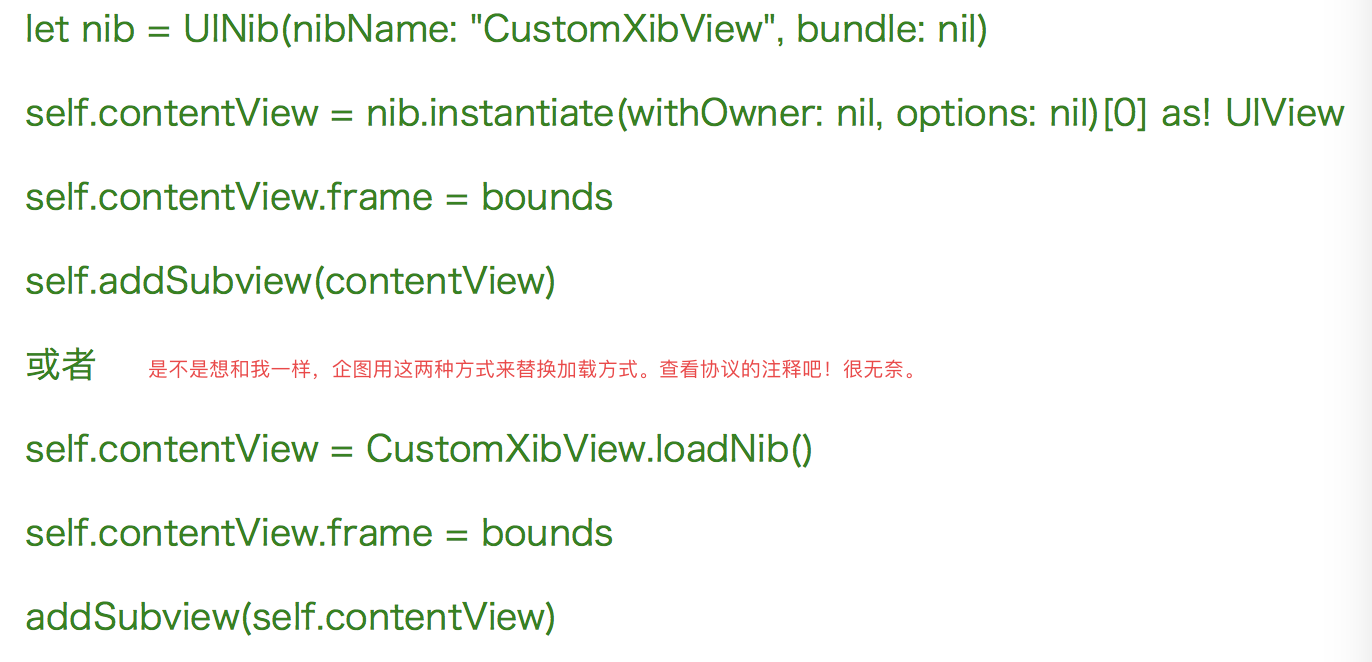 let nib = UINib(nibName: "CustomXibView", bundle: nil)
self.contentView = nib.instantiate(withOwner: nil, options: nil)[0] as! UIView
self.contentView.frame = bounds
self.addSubview(contentView)
或者 是不是想和我一样，企图用这两种方式来替换加载方式。查看协议的注释吧！很无奈。
self.contentView = CustomXibView.loadNib()
self.contentView.frame = bounds
addSubview(self.contentView)